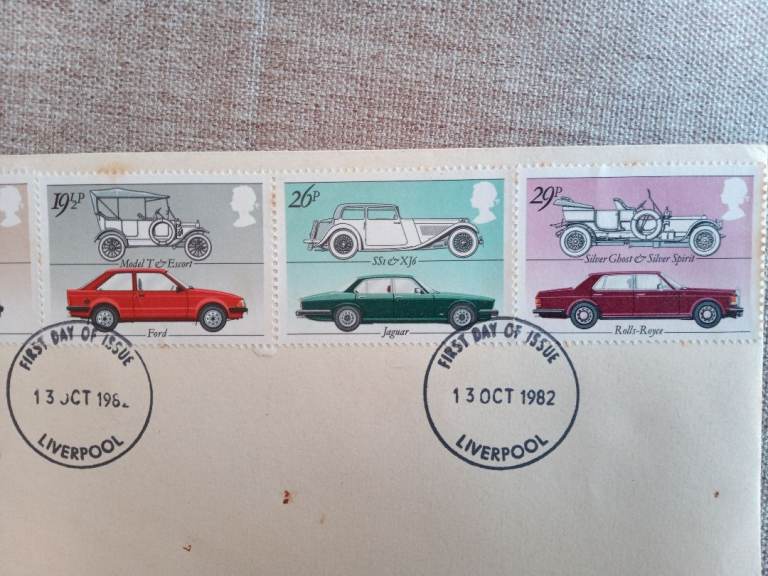 19½P
Model T & Escort
Ford
26P
SS1 & XJ6
Jaguar
29P
Silver Ghost & Silver Spirit
Rolls-Royce
FIRST DAY OF ISSUE
13 OCT 198
LIVERPOOL
FIRST DAY OF ISSUE
13 OCT 1982
LIVERPOOL